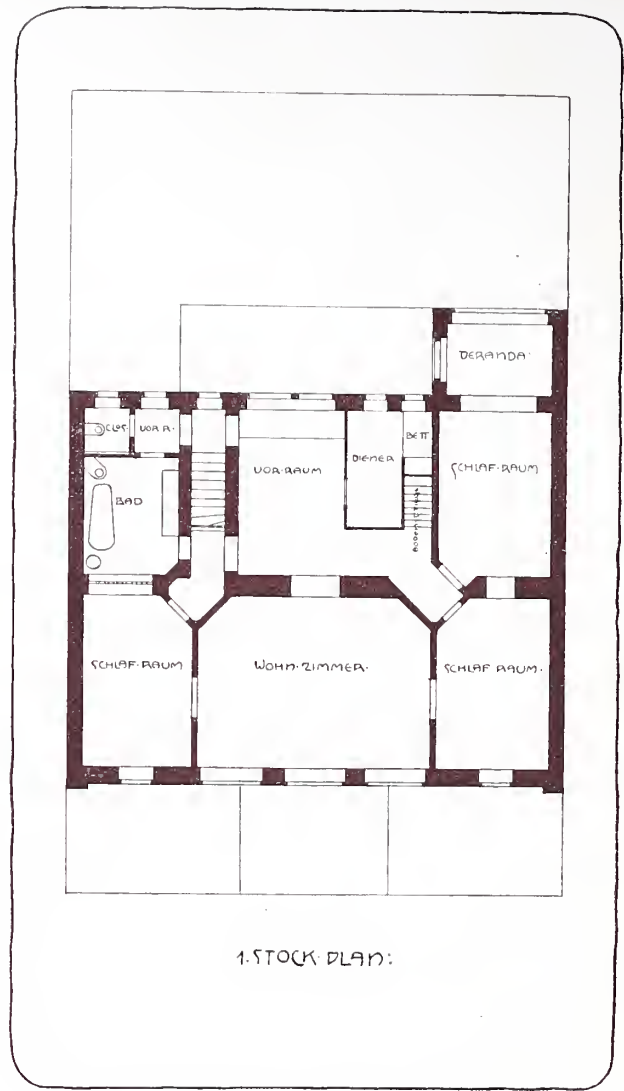 VERANDA:
CLOS.
VOR R.
BETT
DIENER
VOR-RAUM
SCHLAF-RAUM
BAD
BODENSTIEGE
SCHLAF-RAUM
WOHN-ZIMMER.
SCHLAF RAUM.
1. STOCK-PLAN: